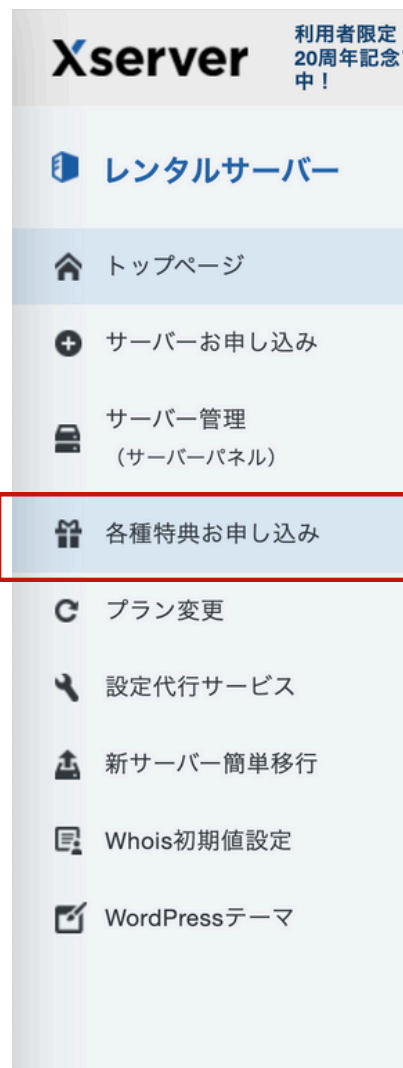 Xserver
利用者限定
20周年記念
中！
レンタルサーバー
トップページ
サーバーお申し込み
サーバー管理
（サーバーパネル）
各種特典お申し込み
プラン変更
設定代行サービス
新サーバー簡単移行
Whois初期値設定
WordPressテーマ